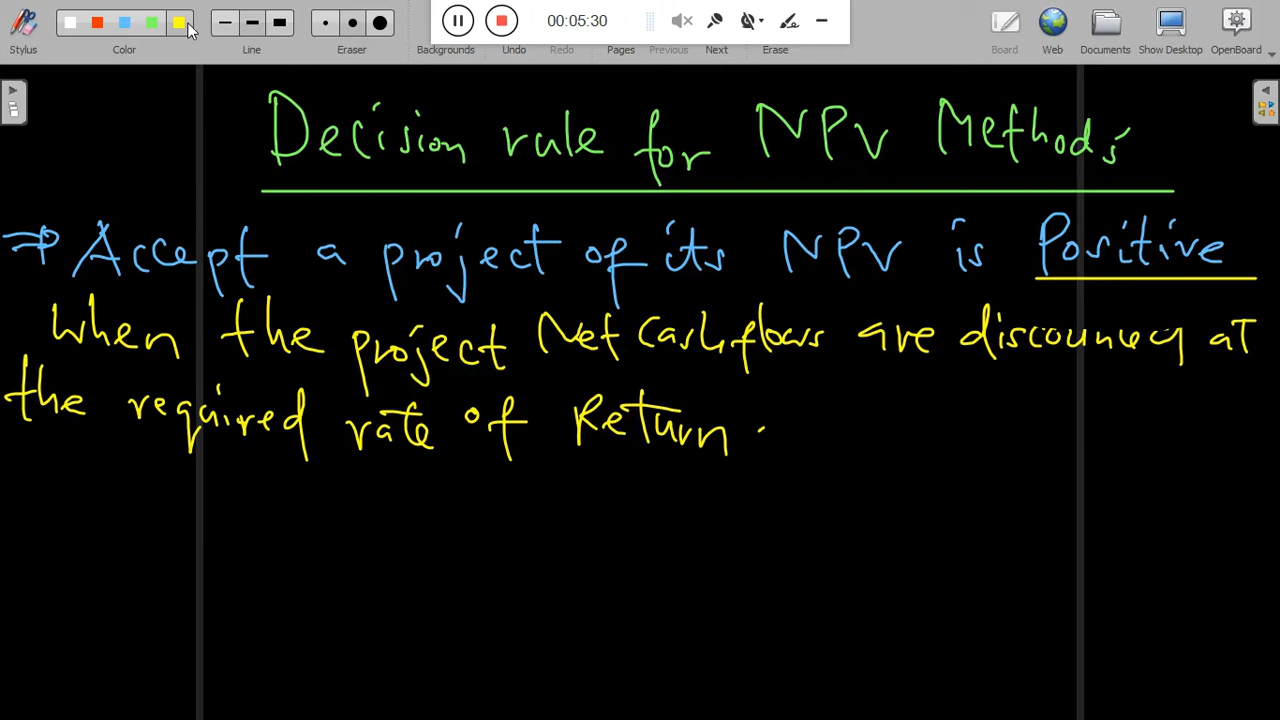 00:05:30
Stylus Color Line Eraser Backgrounds Undo Redo Pages Previous Next Erase Board Web Documents Show Desktop OpenBoard
Decision rule for NPV Methods
⇒ Accept a project of its NPV is Positive
When the project Net Cashflows are discounted at
the required rate of Return.